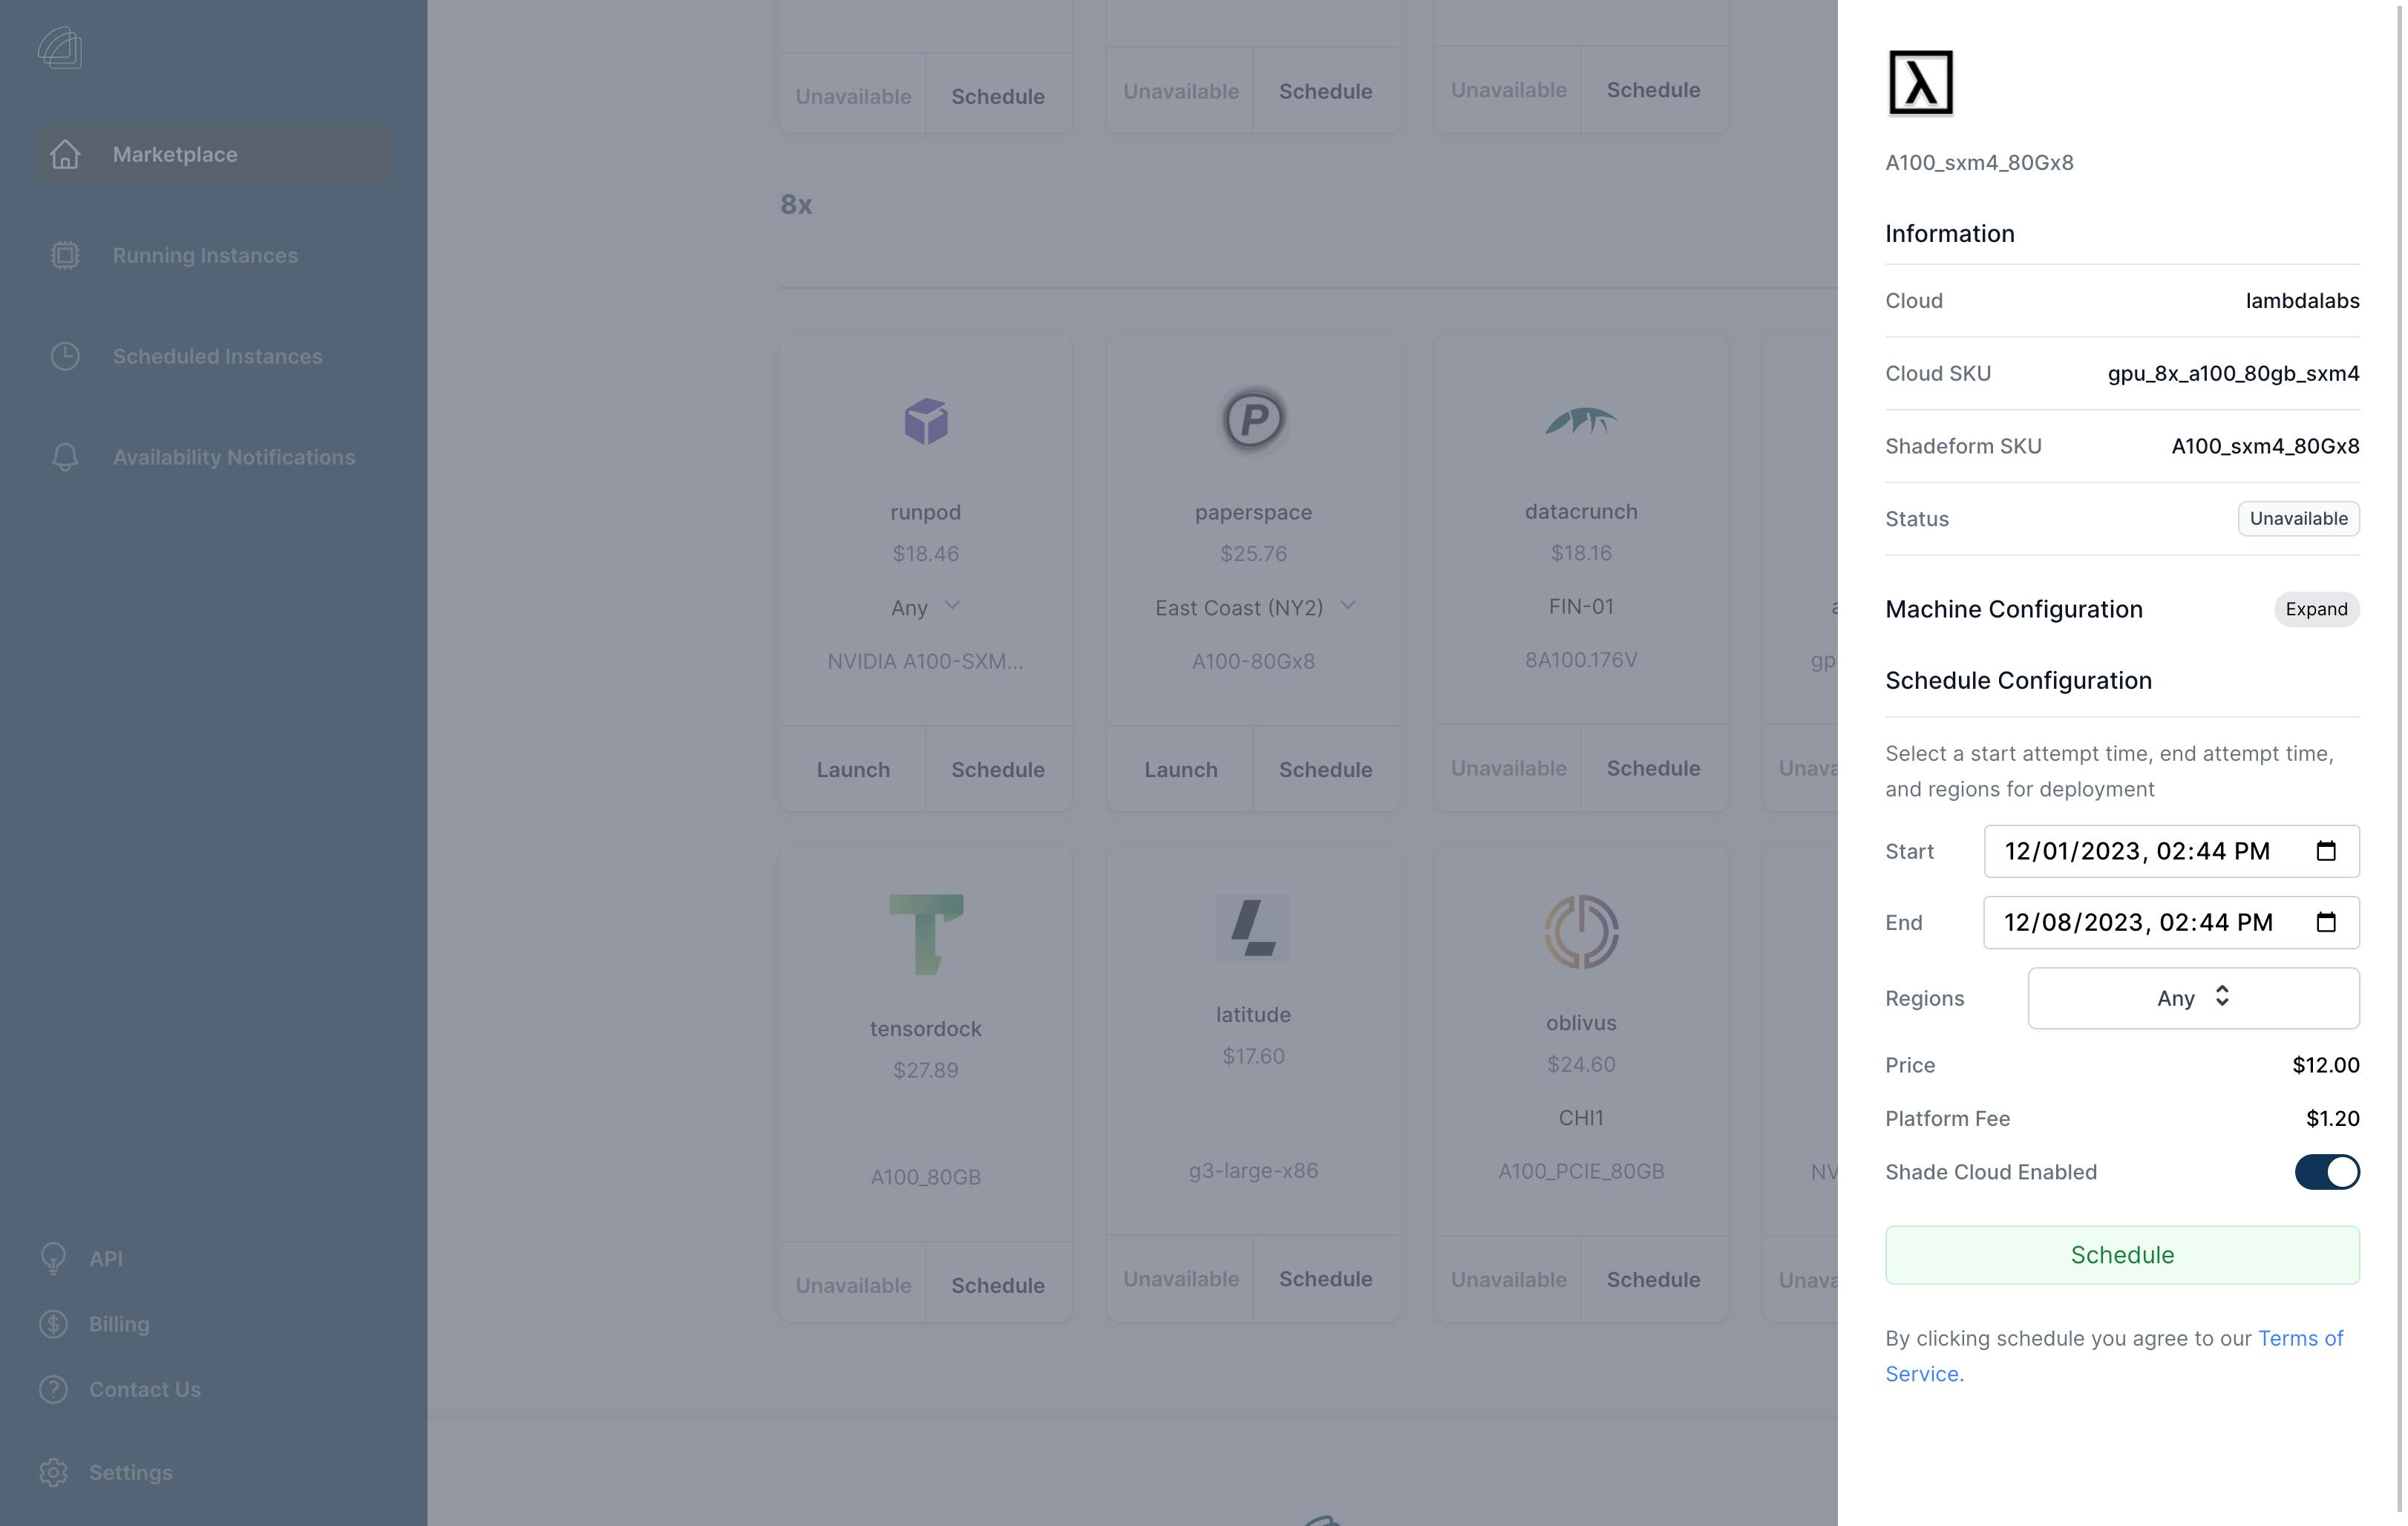 Marketplace
Running Instances
Scheduled Instances
Availability Notifications
API
Billing
Contact Us
Settings
Unavailable Schedule
Unavailable Schedule
Unavailable Schedule
8x
runpod
$18.46
Any
NVIDIA A100-SXM...
Launch Schedule
paperspace
$25.76
East Coast (NY2)
A100-80Gx8
Launch Schedule
datacrunch
$18.16
FIN-01
8A100.176V
Unavailable Schedule
tensordock
$27.89
A100_80GB
Unavailable Schedule
latitude
$17.60
g3-large-x86
Unavailable Schedule
oblivus
$24.60
CHI1
A100_PCIE_80GB
Unavailable Schedule
A100_sxm4_80Gx8
Information
Cloud lambdalabs
Cloud SKU gpu_8x_a100_80gb_sxm4
Shadeform SKU A100_sxm4_80Gx8
Status Unavailable
Machine Configuration Expand
Schedule Configuration
Select a start attempt time, end attempt time,
and regions for deployment
Start 12/01/2023, 02:44 PM
End 12/08/2023, 02:44 PM
Regions Any
Price $12.00
Platform Fee $1.20
Shade Cloud Enabled
Schedule
By clicking schedule you agree to our Terms of
Service.